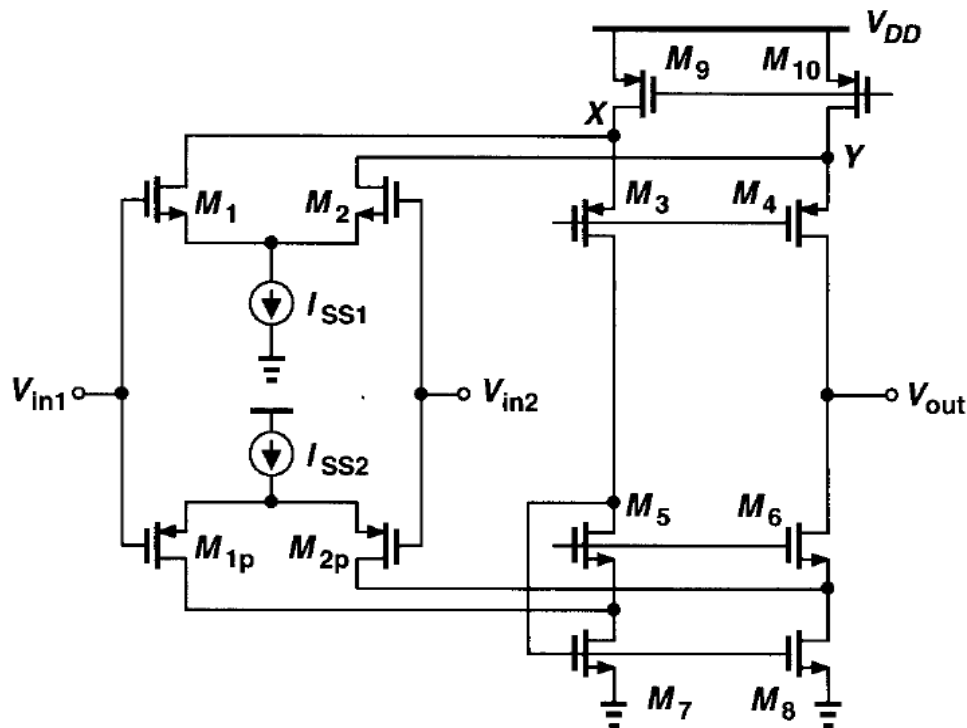 V_DD
M_9
M_10
X
Y
M_1
M_2
M_3
M_4
I_SS1
V_in1
V_in2
V_out
I_SS2
M_5
M_6
M_1p
M_2p
M_7
M_8